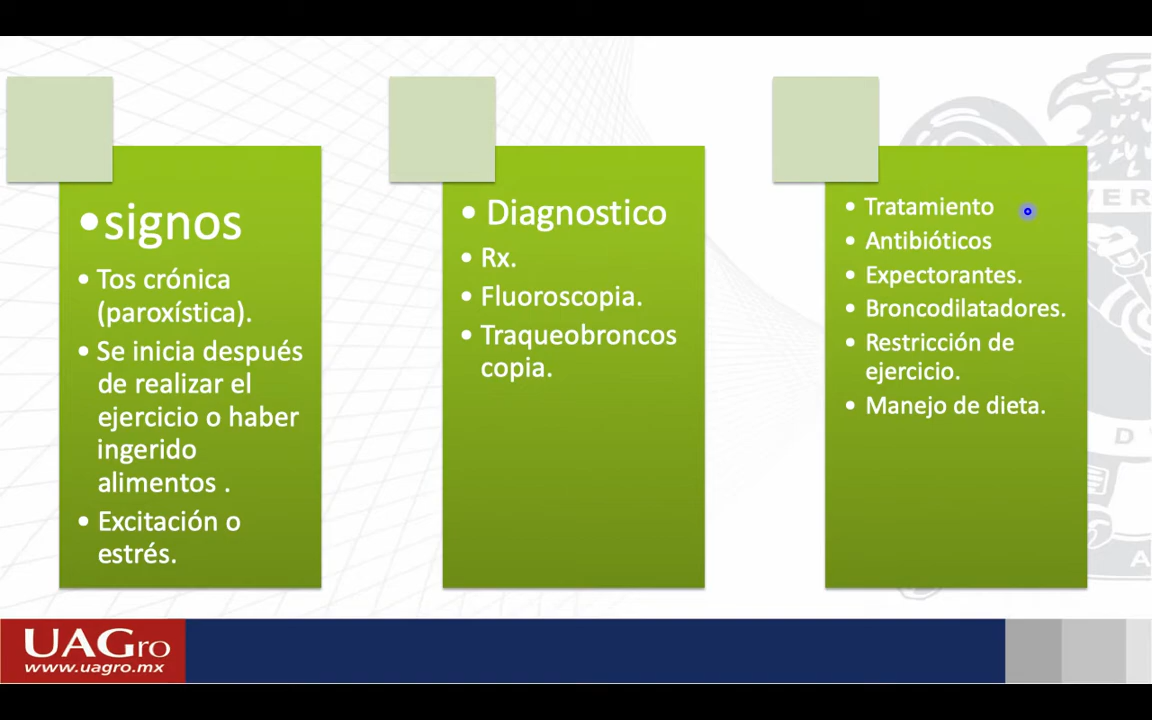 •signos
• Tos crónica
(paroxística).
• Se inicia después
de realizar el
ejercicio o haber
ingerido
alimentos .
• Excitación o
estrés.
• Diagnostico
• Rx.
• Fluoroscopia.
• Traqueobroncos
copia.
• Tratamiento
• Antibióticos
• Expectorantes.
• Broncodilatadores.
• Restricción de
ejercicio.
• Manejo de dieta.
VER
D
A
UAGro
www.uagro.mx